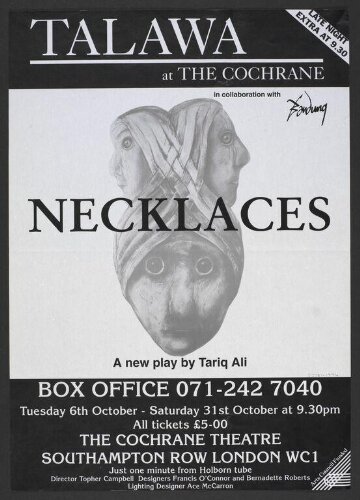 TALAWA
LATE NIGHT
EXTRA AT 9.30
at THE COCHRANE
in collaboration with
NECKLACES
A new play by Tariq Ali
BOX OFFICE 071-242 7040
Tuesday 6th October - Saturday 31st October at 9.30pm
All tickets £5-00
THE COCHRANE THEATRE
SOUTHAMPTON ROW LONDON WC1
Just one minute from Holborn tube
Director Topher Campbell Designers Francis O'Connor and Bernadette Roberts
Lighting Designer Ace McCarron